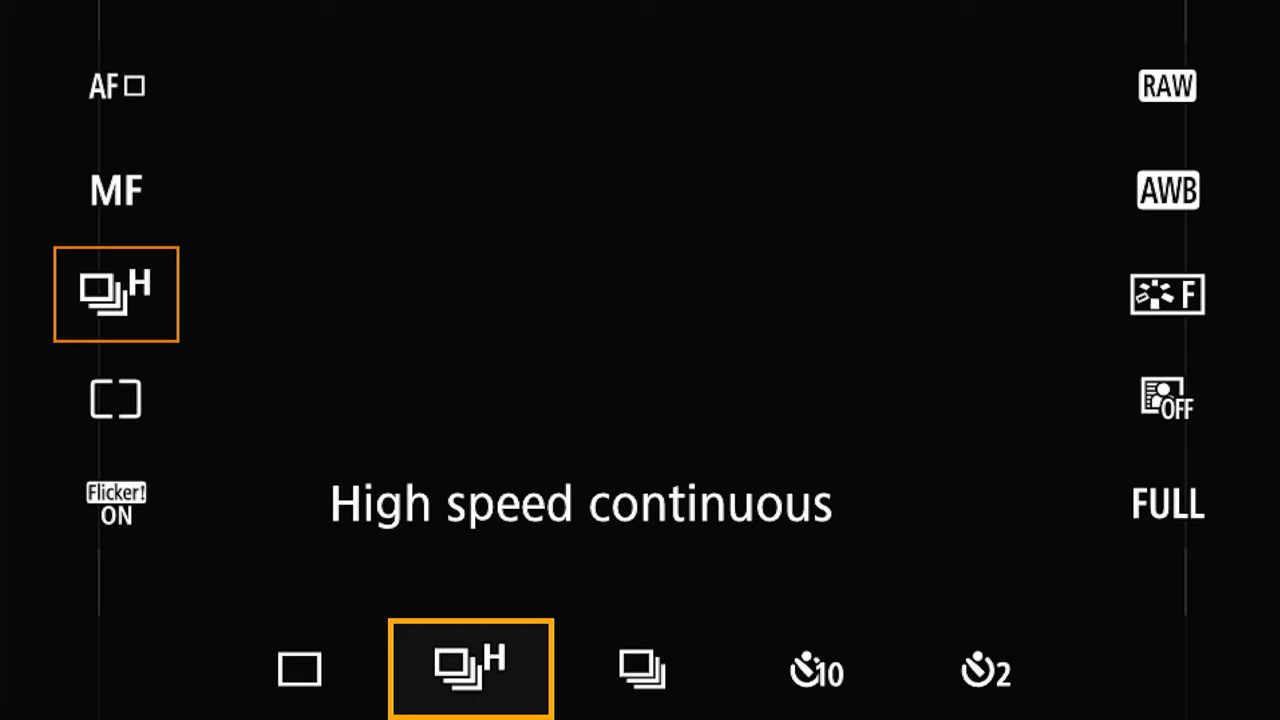 AF
MF
H
Flicker!
ON
RAW
AWB
F
OFF
FULL
High speed continuous
H
10
2